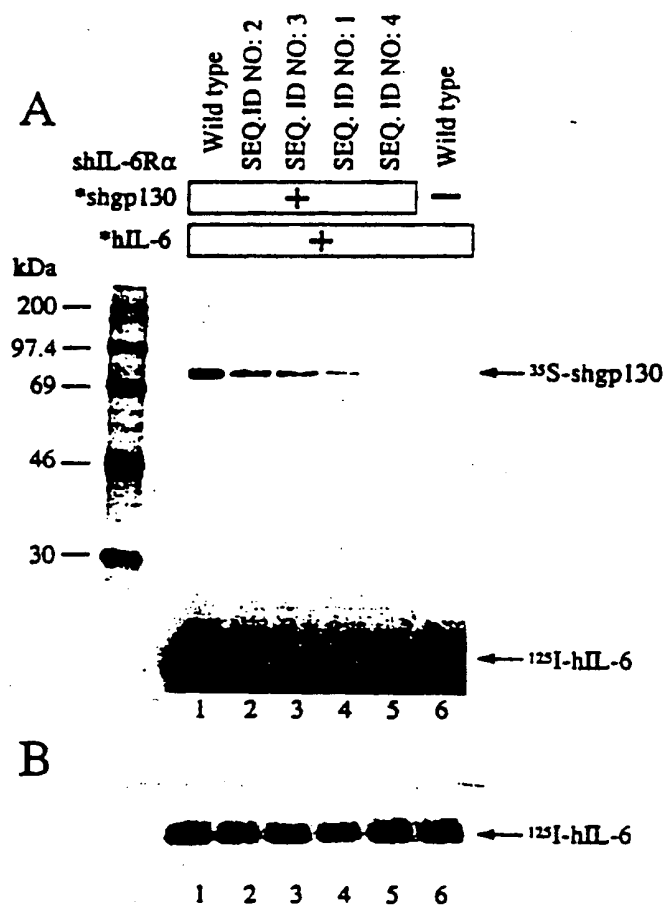 A
Wild type
SEQ. ID NO: 2
SEQ. ID NO: 3
SEQ. ID NO: 1
SEQ. ID NO: 4
Wild type
shIL-6Rα
*shgp130 + −
*hIL-6 +
kDa
200
97.4
69
46
30
³⁵S-shgp130
¹²⁵I-hIL-6
1 2 3 4 5 6
B
¹²⁵I-hIL-6
1 2 3 4 5 6